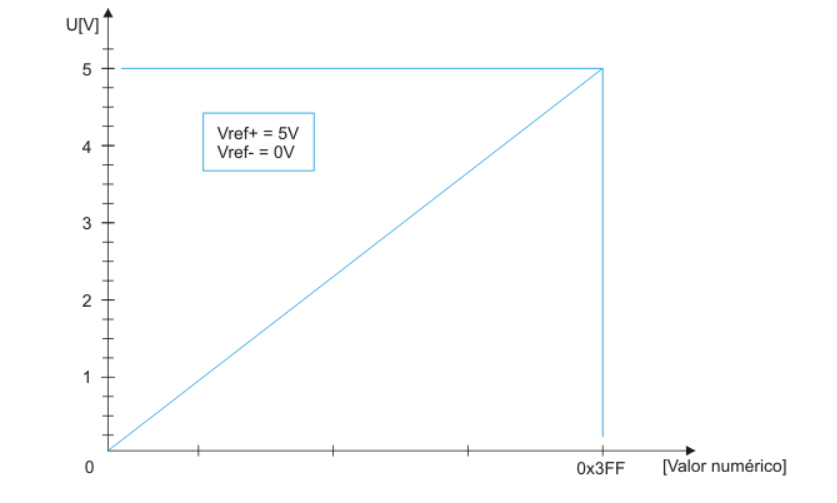 U[V]
5
Vref+ = 5V
Vref- = 0V
4
3
2
1
0
0x3FF
[Valor numérico]